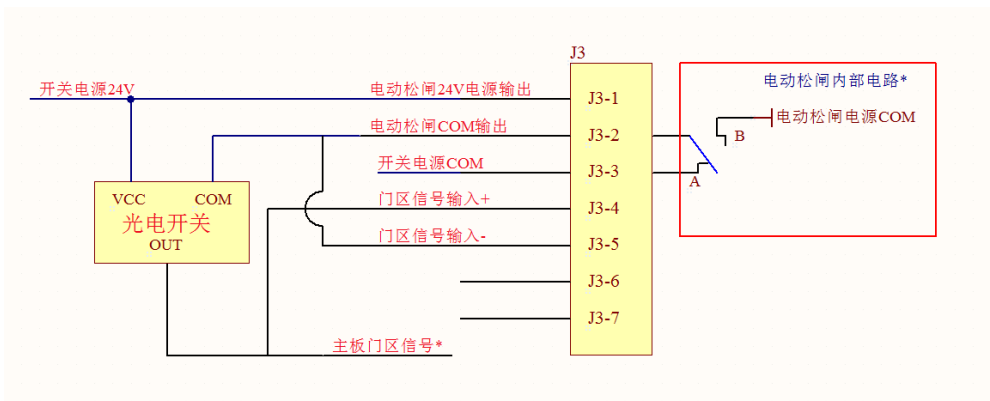 J3
开关电源24V
电动松闸24V电源输出
J3-1
电动松闸内部电路*
电动松闸电源COM
电动松闸COM输出
J3-2
B
开关电源COM
J3-3
A
VCC
COM
光电开关
OUT
门区信号输入+
J3-4
门区信号输入-
J3-5
J3-6
J3-7
主板门区信号*